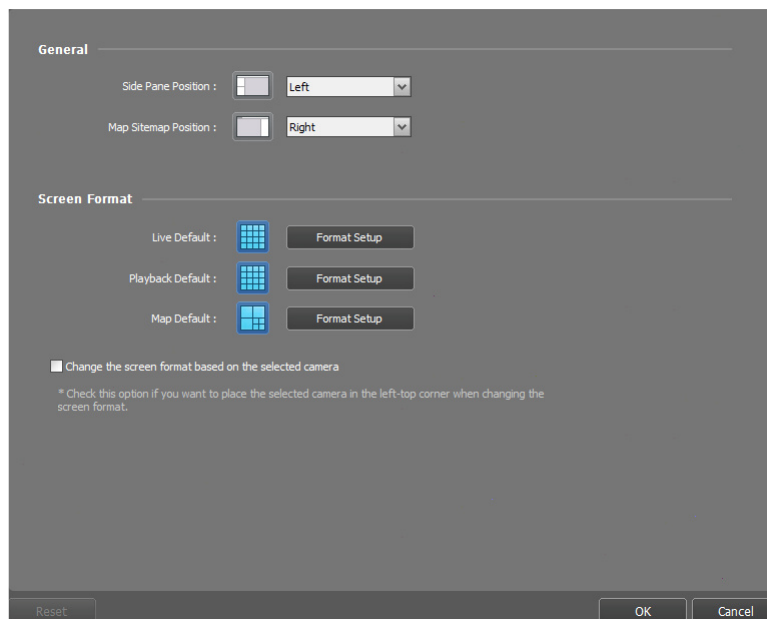 General
Side Pane Position :
Left
Map Sitemap Position :
Right
Screen Format
Live Default :
Format Setup
Playback Default :
Format Setup
Map Default :
Format Setup
Change the screen format based on the selected camera
* Check this option if you want to place the selected camera in the left-top corner when changing the
screen format.
Reset
OK
Cancel